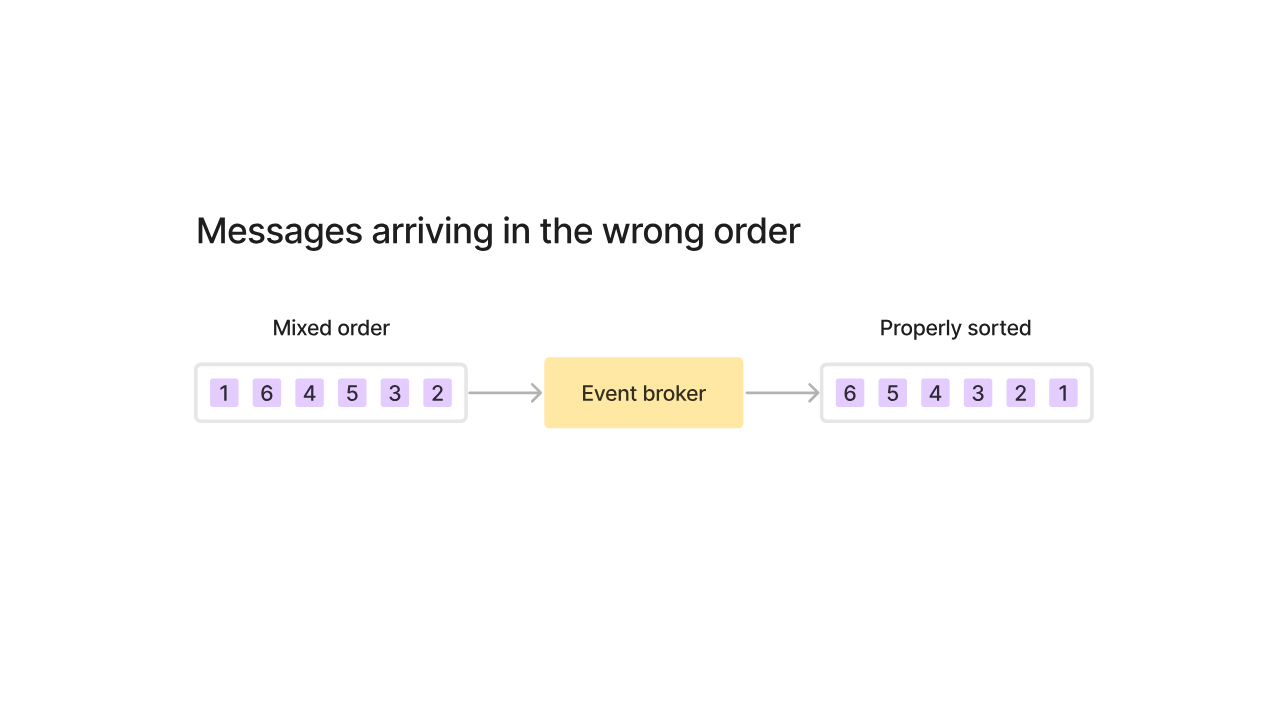 Messages arriving in the wrong order
Mixed order
Properly sorted
1 6 4 5 3 2
Event broker
6 5 4 3 2 1